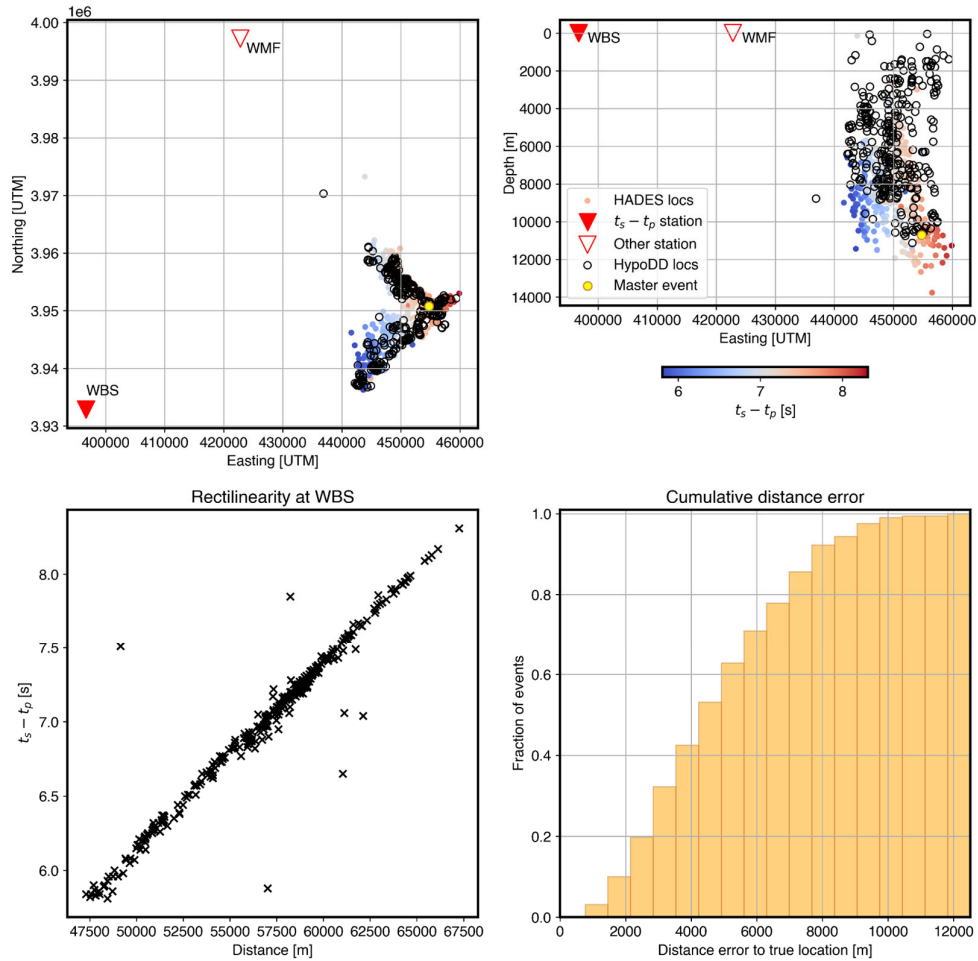 1e6
4.00
3.99
3.98
3.97
3.96
3.95
3.94
3.93
Northing [UTM]
WMF
WBS
400000 410000 420000 430000 440000 450000 460000
Easting [UTM]
0
2000
4000
6000
8000
10000
12000
14000
Depth [m]
WBS
WMF
HADES locs
tₛ − tₚ station
Other station
HypoDD locs
Master event
400000 410000 420000 430000 440000 450000 460000
Easting [UTM]
6 7 8
tₛ − tₚ [s]
Rectilinearity at WBS
8.0
7.5
7.0
6.5
6.0
tₛ − tₚ [s]
47500 50000 52500 55000 57500 60000 62500 65000 67500
Distance [m]
Cumulative distance error
1.0
0.8
0.6
0.4
0.2
0.0
Fraction of events
0 2000 4000 6000 8000 10000 12000
Distance error to true location [m]